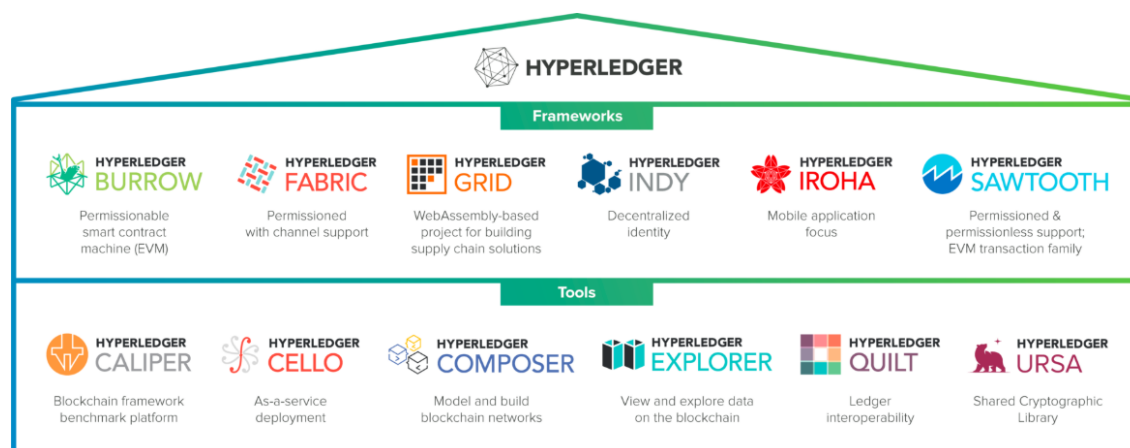 HYPERLEDGER
Frameworks
HYPERLEDGER
BURROW
Permissionable
smart contract
machine (EVM)
HYPERLEDGER
FABRIC
Permissioned
with channel support
HYPERLEDGER
GRID
WebAssembly-based
project for building
supply chain solutions
HYPERLEDGER
INDY
Decentralized
identity
HYPERLEDGER
IROHA
Mobile application
focus
HYPERLEDGER
SAWTOOTH
Permissioned &
permissionless support;
EVM transaction family
Tools
HYPERLEDGER
CALIPER
Blockchain framework
benchmark platform
HYPERLEDGER
CELLO
As-a-service
deployment
HYPERLEDGER
COMPOSER
Model and build
blockchain networks
HYPERLEDGER
EXPLORER
View and explore data
on the blockchain
HYPERLEDGER
QUILT
Ledger
interoperability
HYPERLEDGER
URSA
Shared Cryptographic
Library